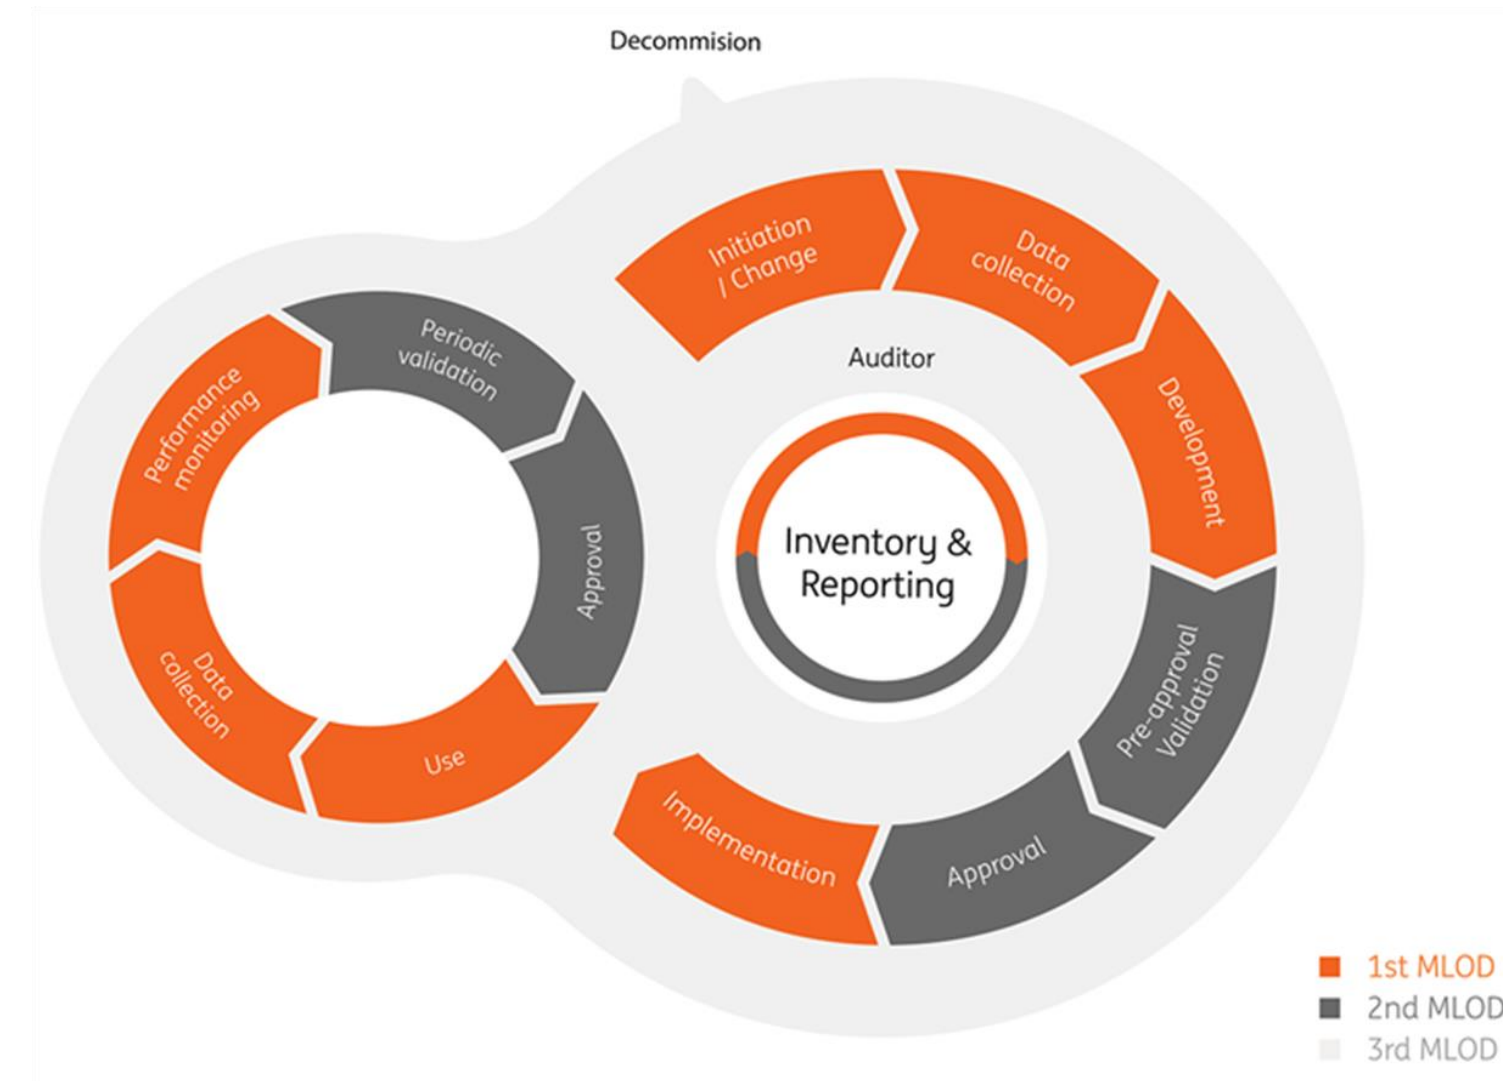 Decommision
Initiation
/ Change
Data
collection
Development
Pre-approval
Validation
Approval
Implementation
Auditor
Inventory &
Reporting
Periodic
validation
Approval
Use
Data
collection
Performance
monitoring
1st MLOD
2nd MLOD
3rd MLOD